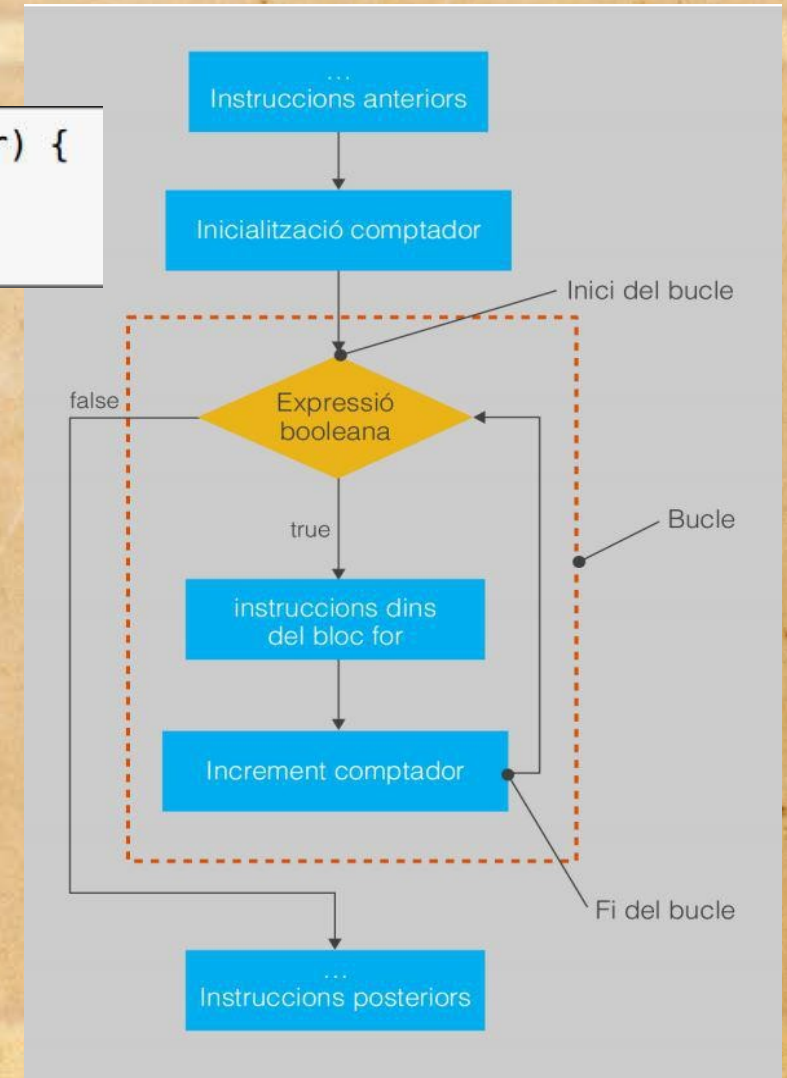 ...
Instruccions anteriors
) {
Inicialització comptador
Inici del bucle
false
Expressió
booleana
true
Bucle
instruccions dins
del bloc for
Increment comptador
Fi del bucle
...
Instruccions posteriors